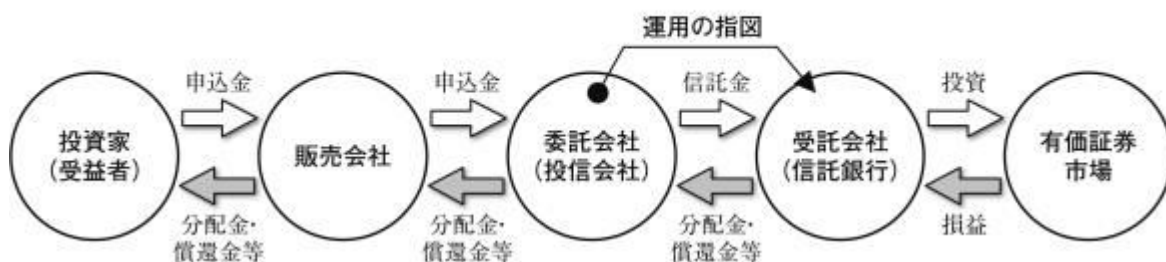 運用の指図
申込金
申込金
信託金
投資
投資家
(受益者)
販売会社
委託会社
(投信会社)
受託会社
(信託銀行)
有価証券
市場
分配金・
償還金等
分配金・
償還金等
分配金・
償還金等
損益